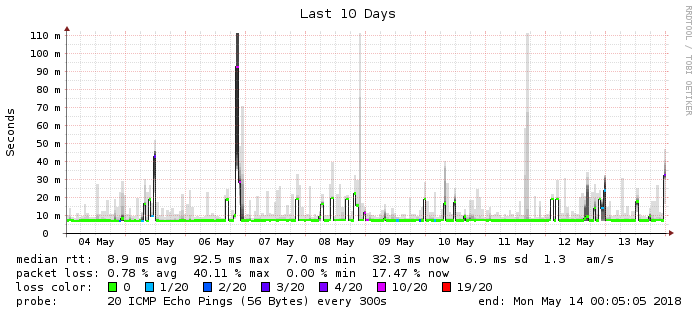 Last 10 Days
RRDTOOL / TOBI OETIKER
Seconds
110 m
100 m
90 m
80 m
70 m
60 m
50 m
40 m
30 m
20 m
10 m
0
04 May 05 May 06 May 07 May 08 May 09 May 10 May 11 May 12 May 13 May
median rtt: 8.9 ms avg 92.5 ms max 7.0 ms min 32.3 ms now 6.9 ms sd 1.3 am/s
packet loss: 0.78 % avg 40.11 % max 0.00 % min 17.47 % now
loss color: 0 1/20 2/20 3/20 4/20 10/20 19/20
probe: 20 ICMP Echo Pings (56 Bytes) every 300s end: Mon May 14 00:05:05 2018